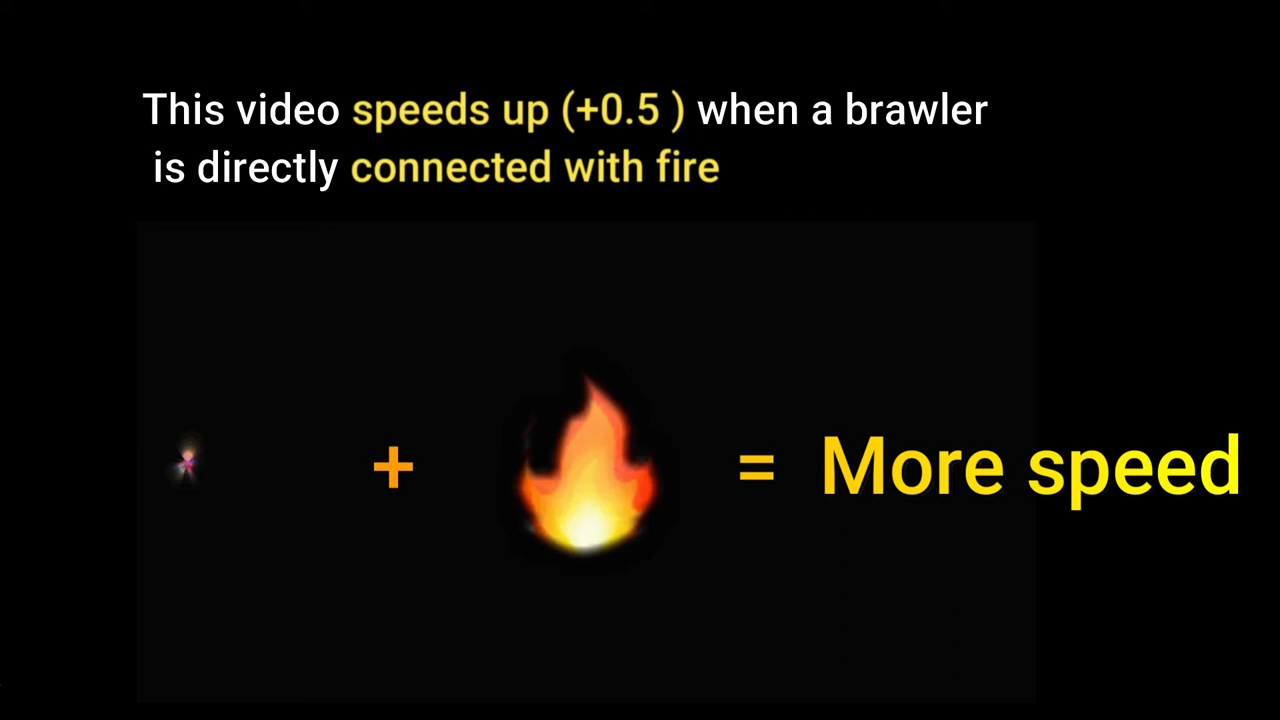 This video speeds up (+0.5 ) when a brawler
is directly connected with fire
+ = More speed